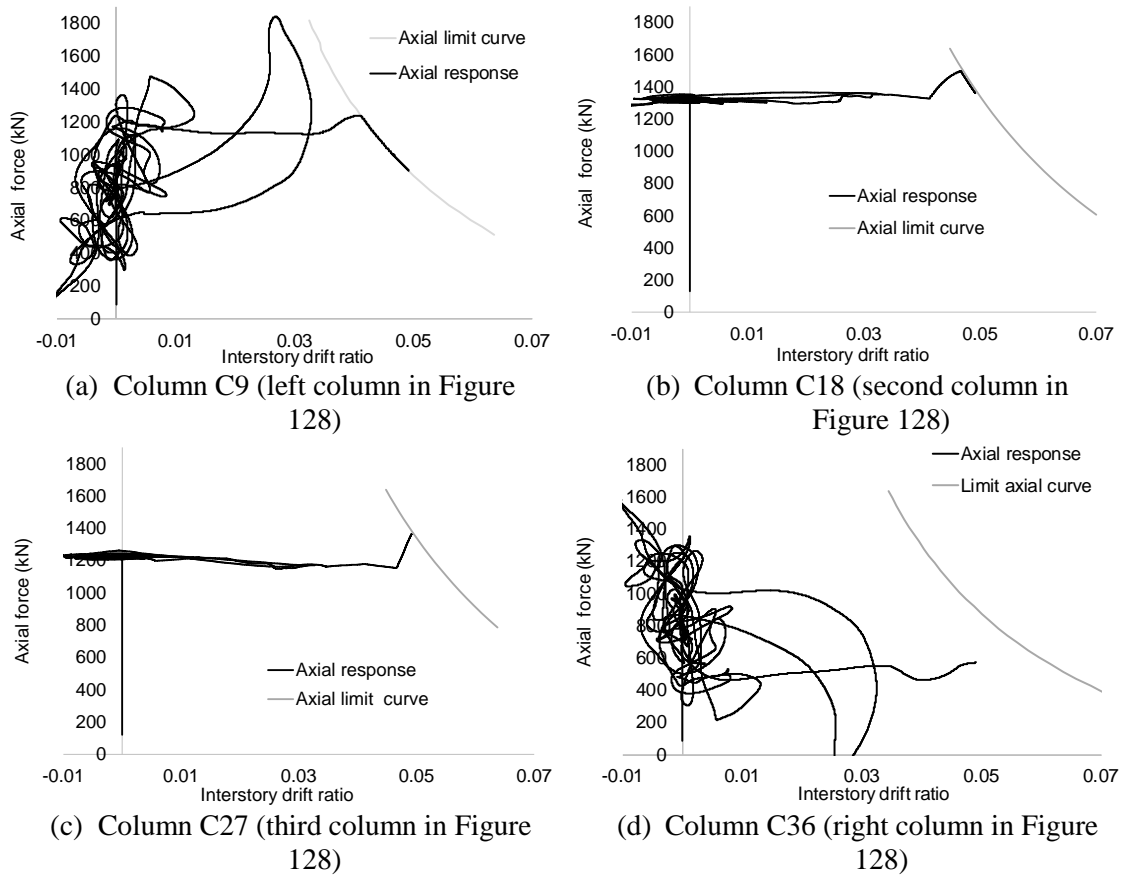 1800
1600
1400
1200
1000
800
600
400
200
0
Axial force (kN)
Axial limit curve
Axial response
-0.01 0.01 0.03 0.05 0.07
Interstory drift ratio
(a) Column C9 (left column in Figure
128)
1800
1600
1400
1200
1000
800
600
400
200
0
Axial force (kN)
Axial response
Axial limit curve
-0.01 0.01 0.03 0.05 0.07
Interstory drift ratio
(b) Column C18 (second column in
Figure 128)
1800
1600
1400
1200
1000
800
600
400
200
0
Axial force (kN)
Axial response
Axial limit curve
-0.01 0.01 0.03 0.05 0.07
Interstory drift ratio
(c) Column C27 (third column in Figure
128)
1800
1600
1400
1200
1000
800
600
400
200
0
Axial force (kN)
Axial response
Limit axial curve
-0.01 0.01 0.03 0.05 0.07
Interstory drift ratio
(d) Column C36 (right column in Figure
128)